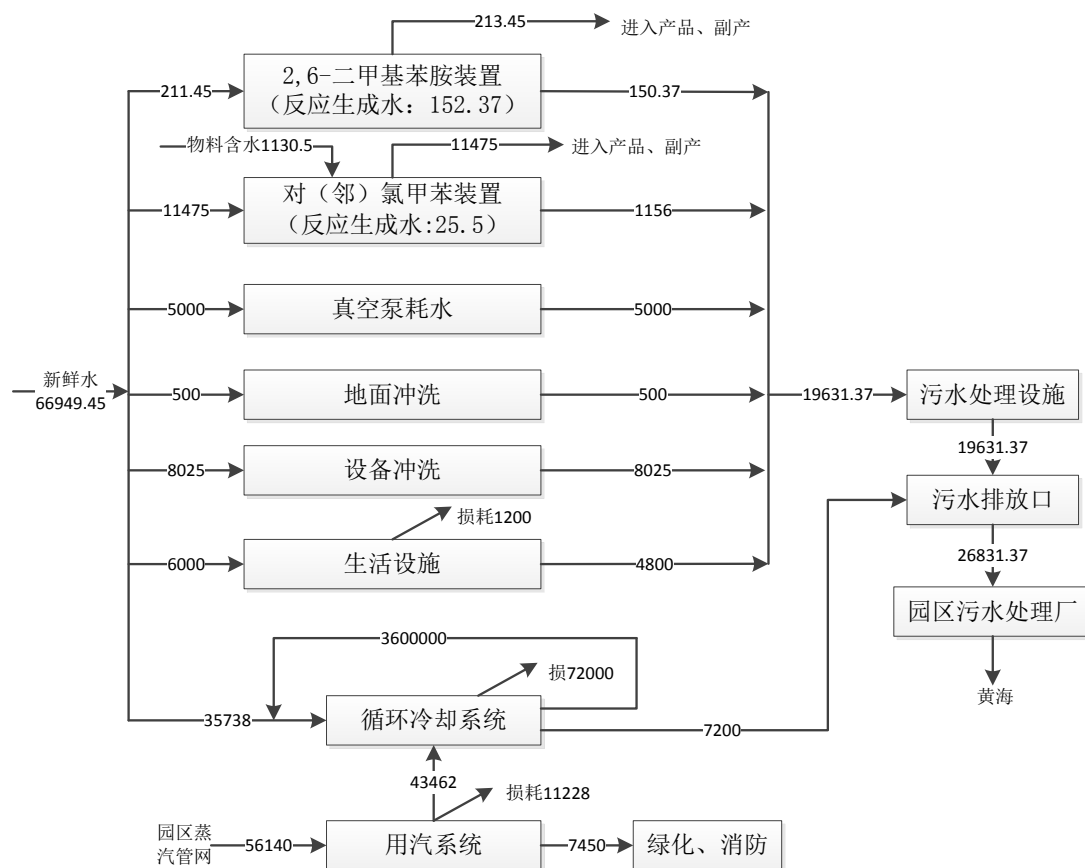 213.45
进入产品、副产
2,6-二甲基苯胺装置
(反应生成水：152.37)
211.45
150.37
物料含水1130.5
11475
进入产品、副产
对（邻）氯甲苯装置
(反应生成水:25.5)
11475
1156
5000
真空泵耗水
5000
新鲜水
66949.45
500
地面冲洗
500
19631.37
污水处理设施
19631.37
8025
设备冲洗
8025
污水排放口
损耗1200
6000
生活设施
4800
26831.37
园区污水处理厂
3600000
损72000
黄海
35738
循环冷却系统
7200
43462
损耗11228
园区蒸
汽管网
56140
用汽系统
7450
绿化、消防